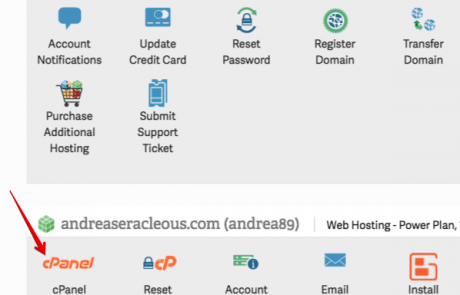 Account Notifications
Update Credit Card
Reset Password
Register Domain
Transfer Domain
Purchase Additional Hosting
Submit Support Ticket
andreaseracleous.com (andrea89)
Web Hosting - Power Plan,
cPanel
cP
cPanel
Reset
Account
Email
Install